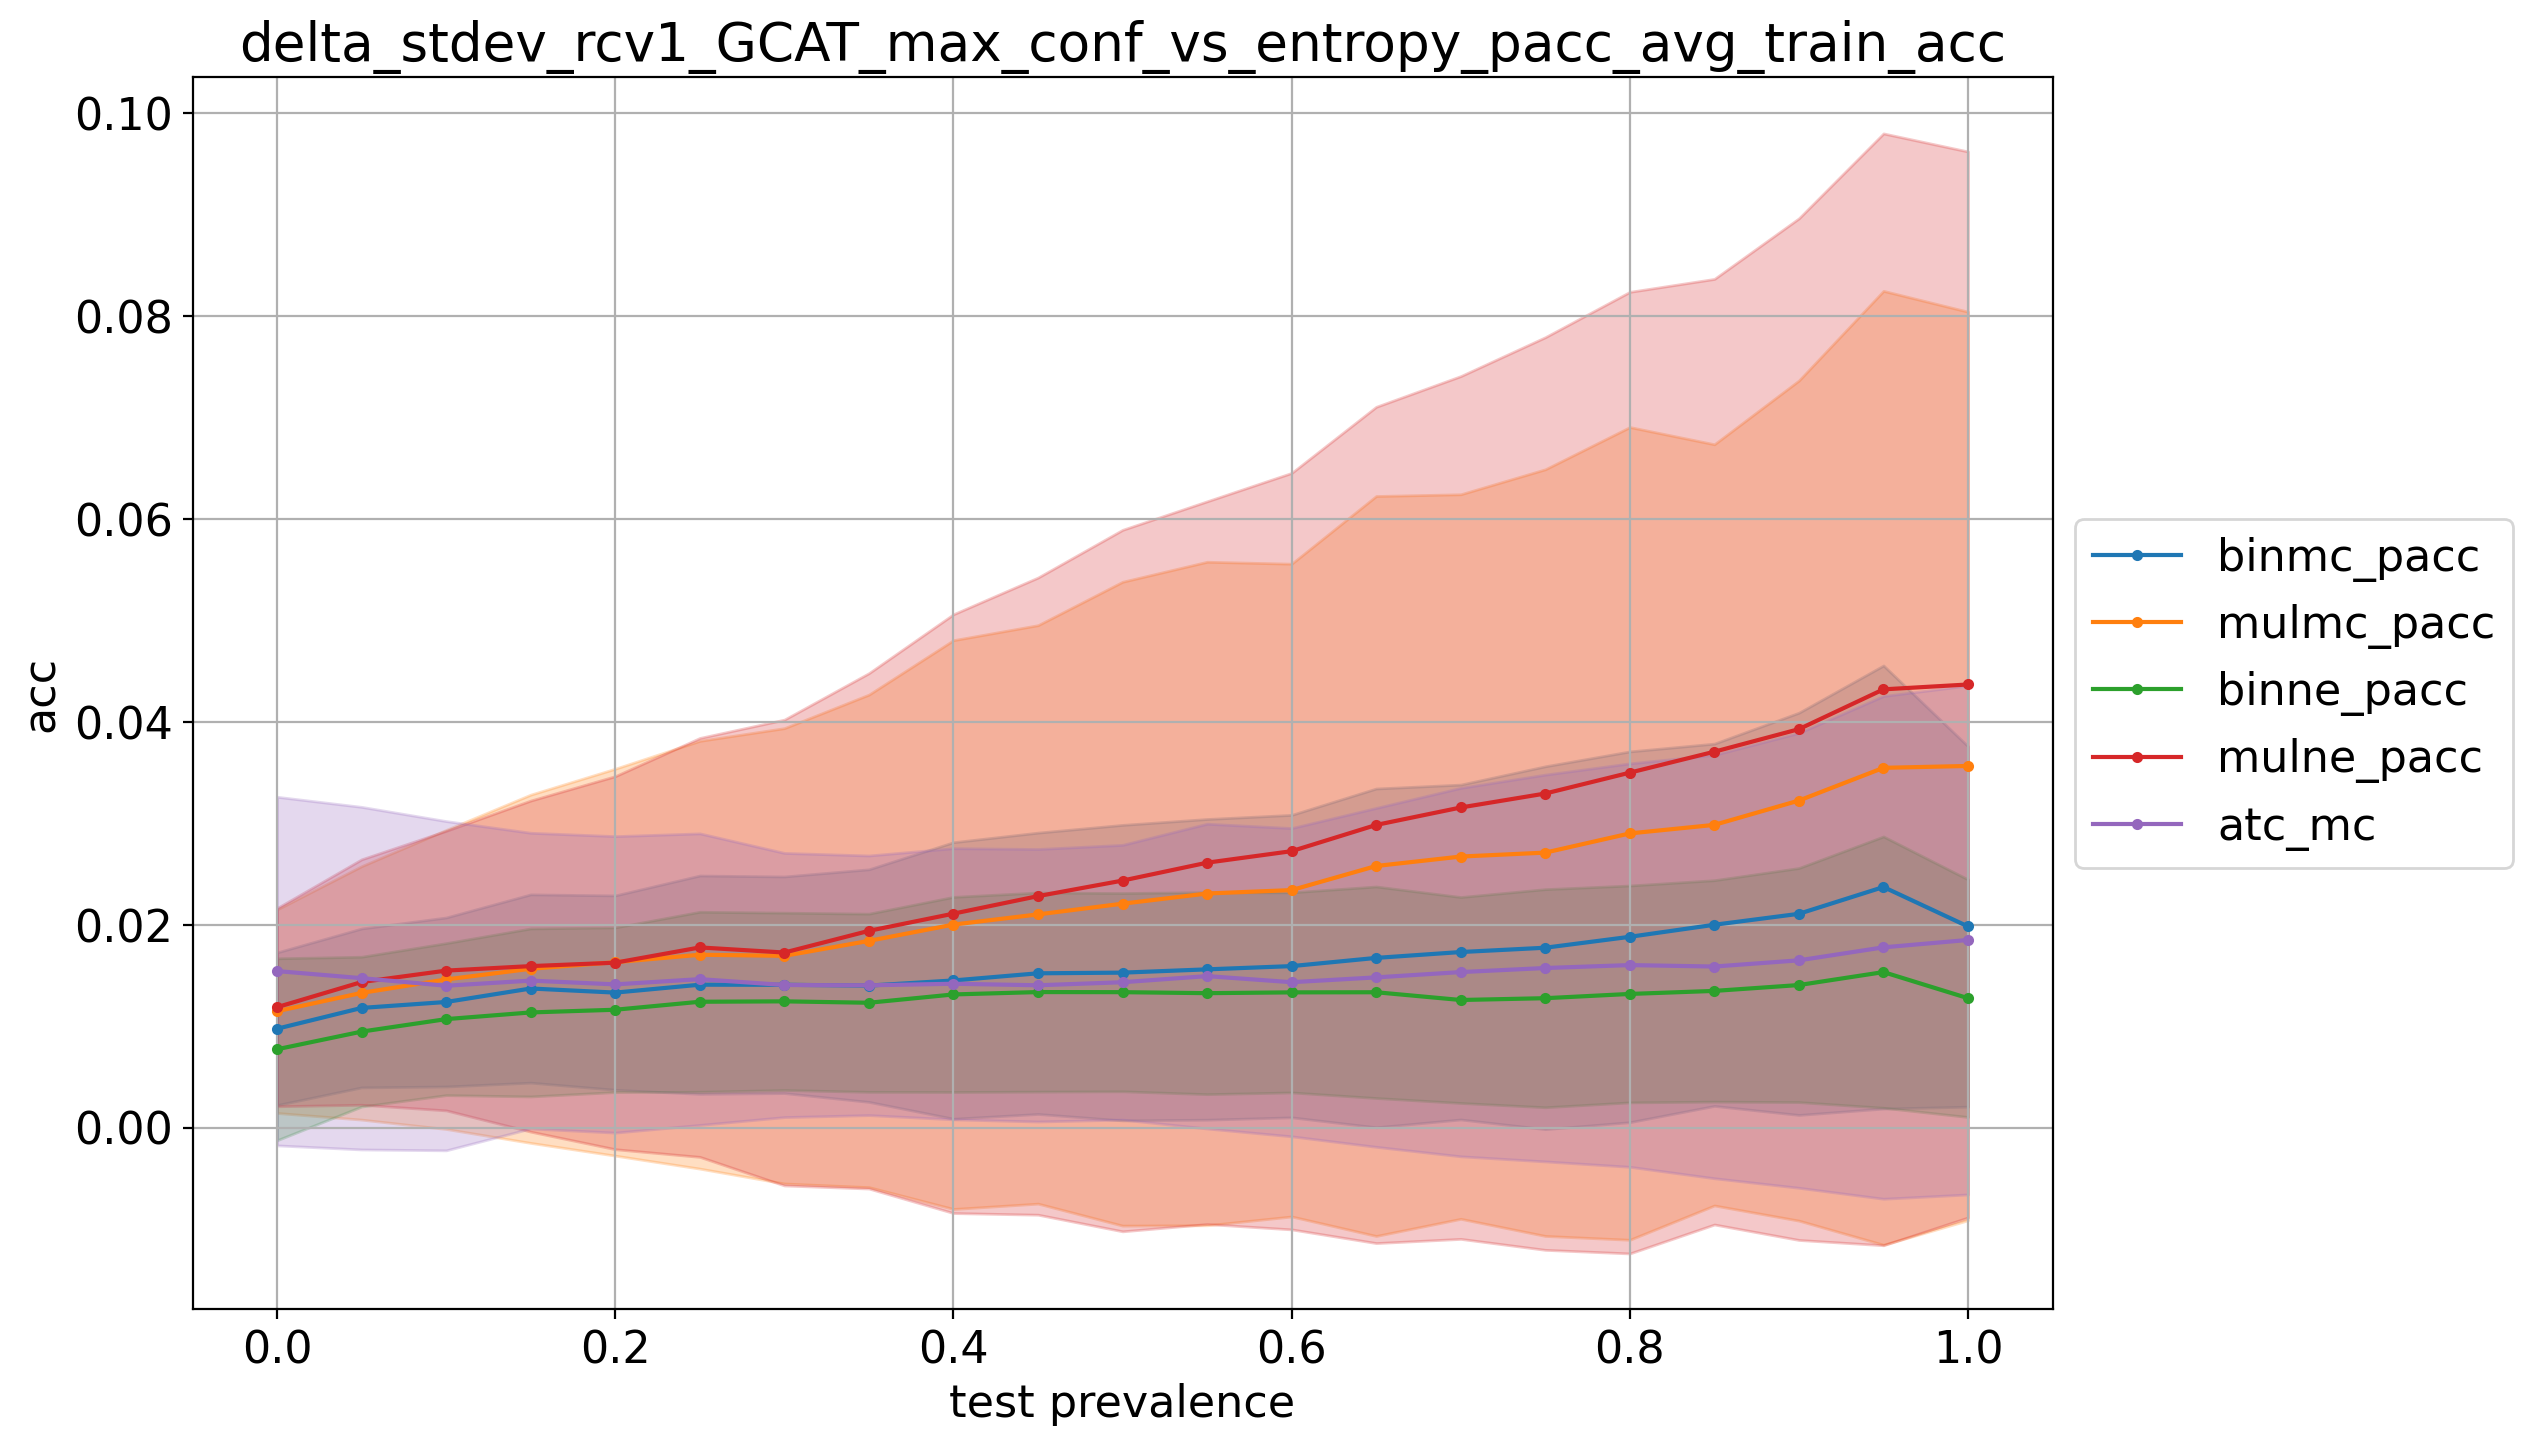 delta_stdev_rcv1_GCAT_max_conf_vs_entropy_pacc_avg_train_acc
0.10
0.08
0.06
0.04
0.02
0.00
acc
0.0 0.2 0.4 0.6 0.8 1.0
test prevalence
binmc_pacc
mulmc_pacc
binne_pacc
mulne_pacc
atc_mc